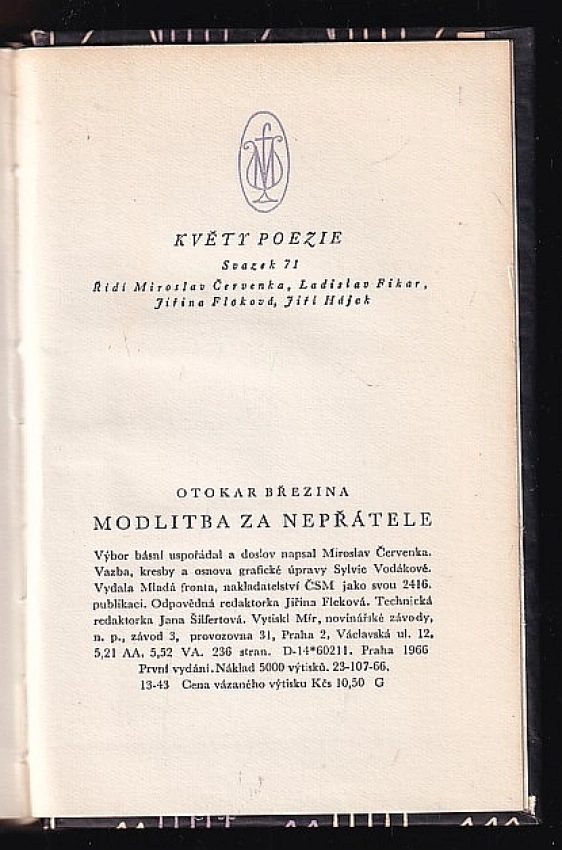 KVĚTY POEZIE
Svazek 71
Řídí Miroslav Červenka, Ladislav Fikar,
Jiřina Fleková, Jiří Hájek
OTOKAR BŘEZINA
MODLITBA ZA NEPŘÁTELE
Výbor básní uspořádal a doslov napsal Miroslav Červenka.
Vazba, kresby a osnova grafické úpravy Sylvie Vodákové.
Vydala Mladá fronta, nakladatelství ČSM jako svou 2416.
publikaci. Odpovědná redaktorka Jiřina Fleková. Technická
redaktorka Jana Šilfertová. Vytiskl Mír, novinářské závody,
n. p., závod 3, provozovna 31, Praha 2, Václavská ul. 12.
5,21 AA, 5,52 VA. 236 stran. D-14*60211. Praha 1966
První vydání. Náklad 5000 výtisků. 23-107-66.
13-43 Cena vázaného výtisku Kčs 10,50 G